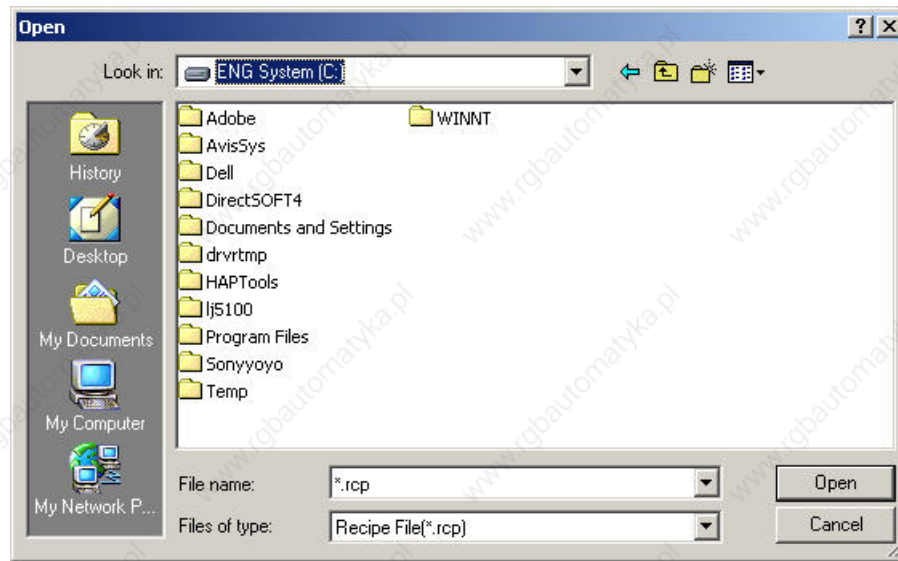 Open
Look in: ENG System (C:)
History
Desktop
My Documents
My Computer
My Network P...
Adobe
AvisSys
Dell
DirectSOFT4
Documents and Settings
drvrtmp
HAPTools
lj5100
Program Files
Sonyyoyo
Temp
WINNT
File name: *.rcp
Open
Files of type: Recipe File(*.rcp)
Cancel
www.rgbautomatyka.pl